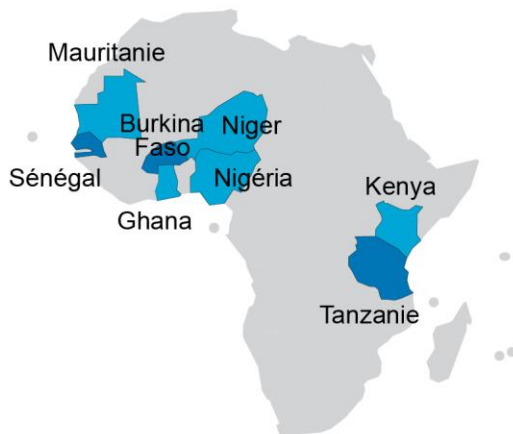 Mauritanie
Burkina
Faso
Niger
Sénégal
Nigéria
Ghana
Kenya
Tanzanie